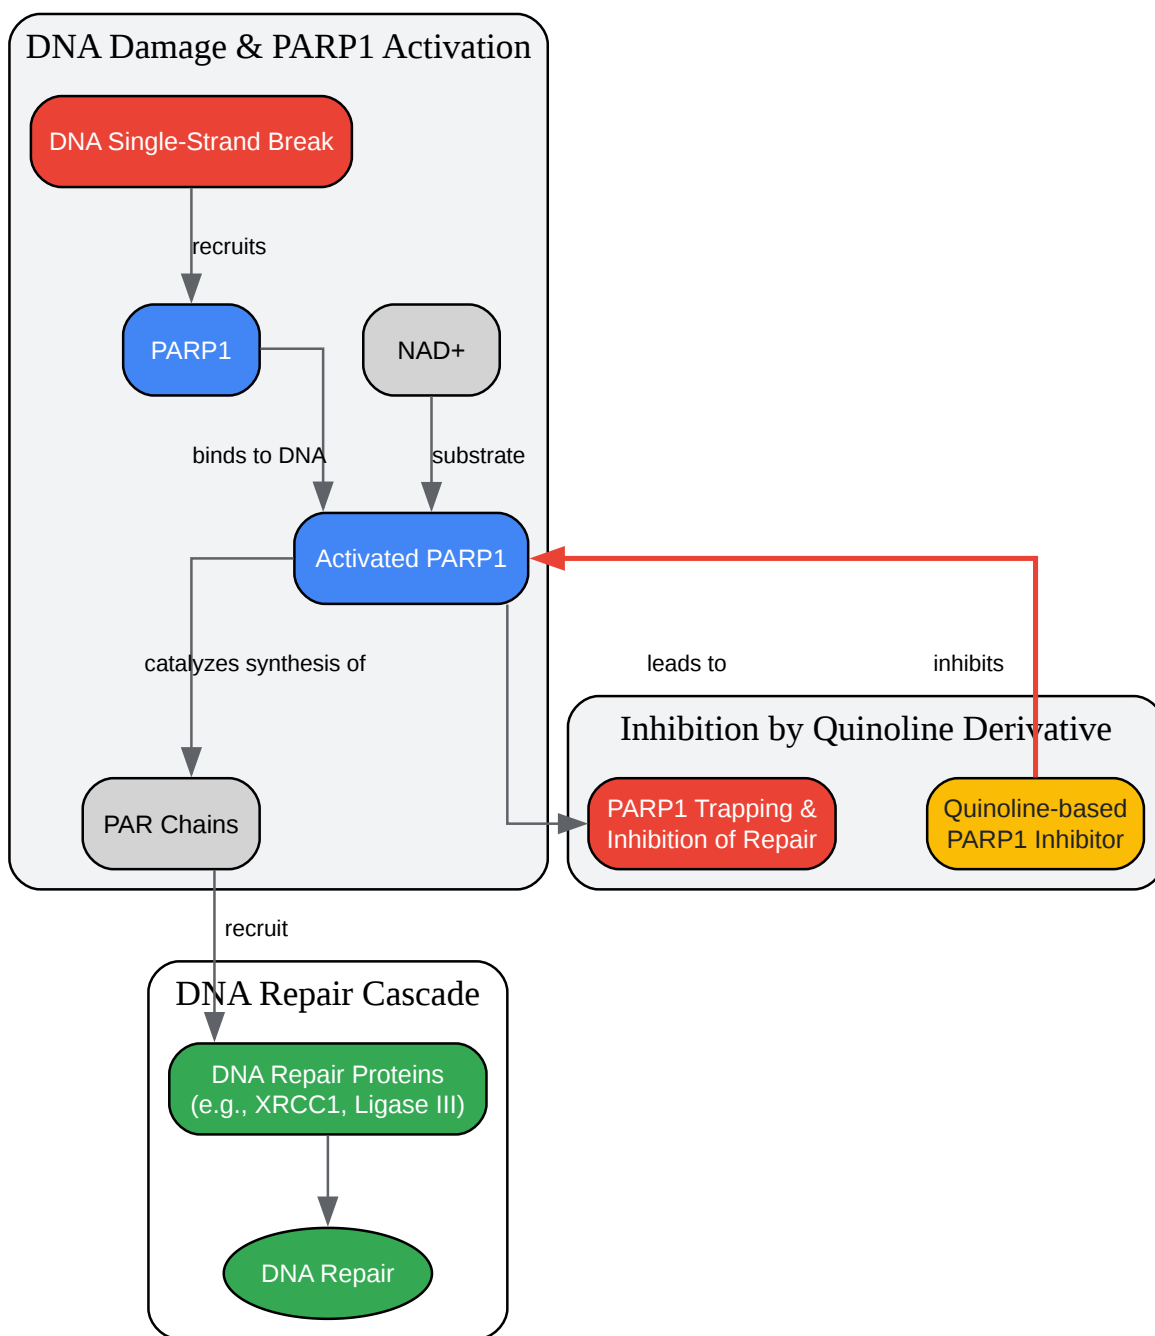 DNA Damage & PARP1 Activation
DNA Single-Strand Break
recruits
PARP1
NAD+
binds to DNA
substrate
Activated PARP1
catalyzes synthesis of
leads to
inhibits
Inhibition by Quinoline Derivative
PAR Chains
PARP1 Trapping &
Inhibition of Repair
Quinoline-based
PARP1 Inhibitor
recruit
DNA Repair Cascade
DNA Repair Proteins
(e.g., XRCC1, Ligase III)
DNA Repair